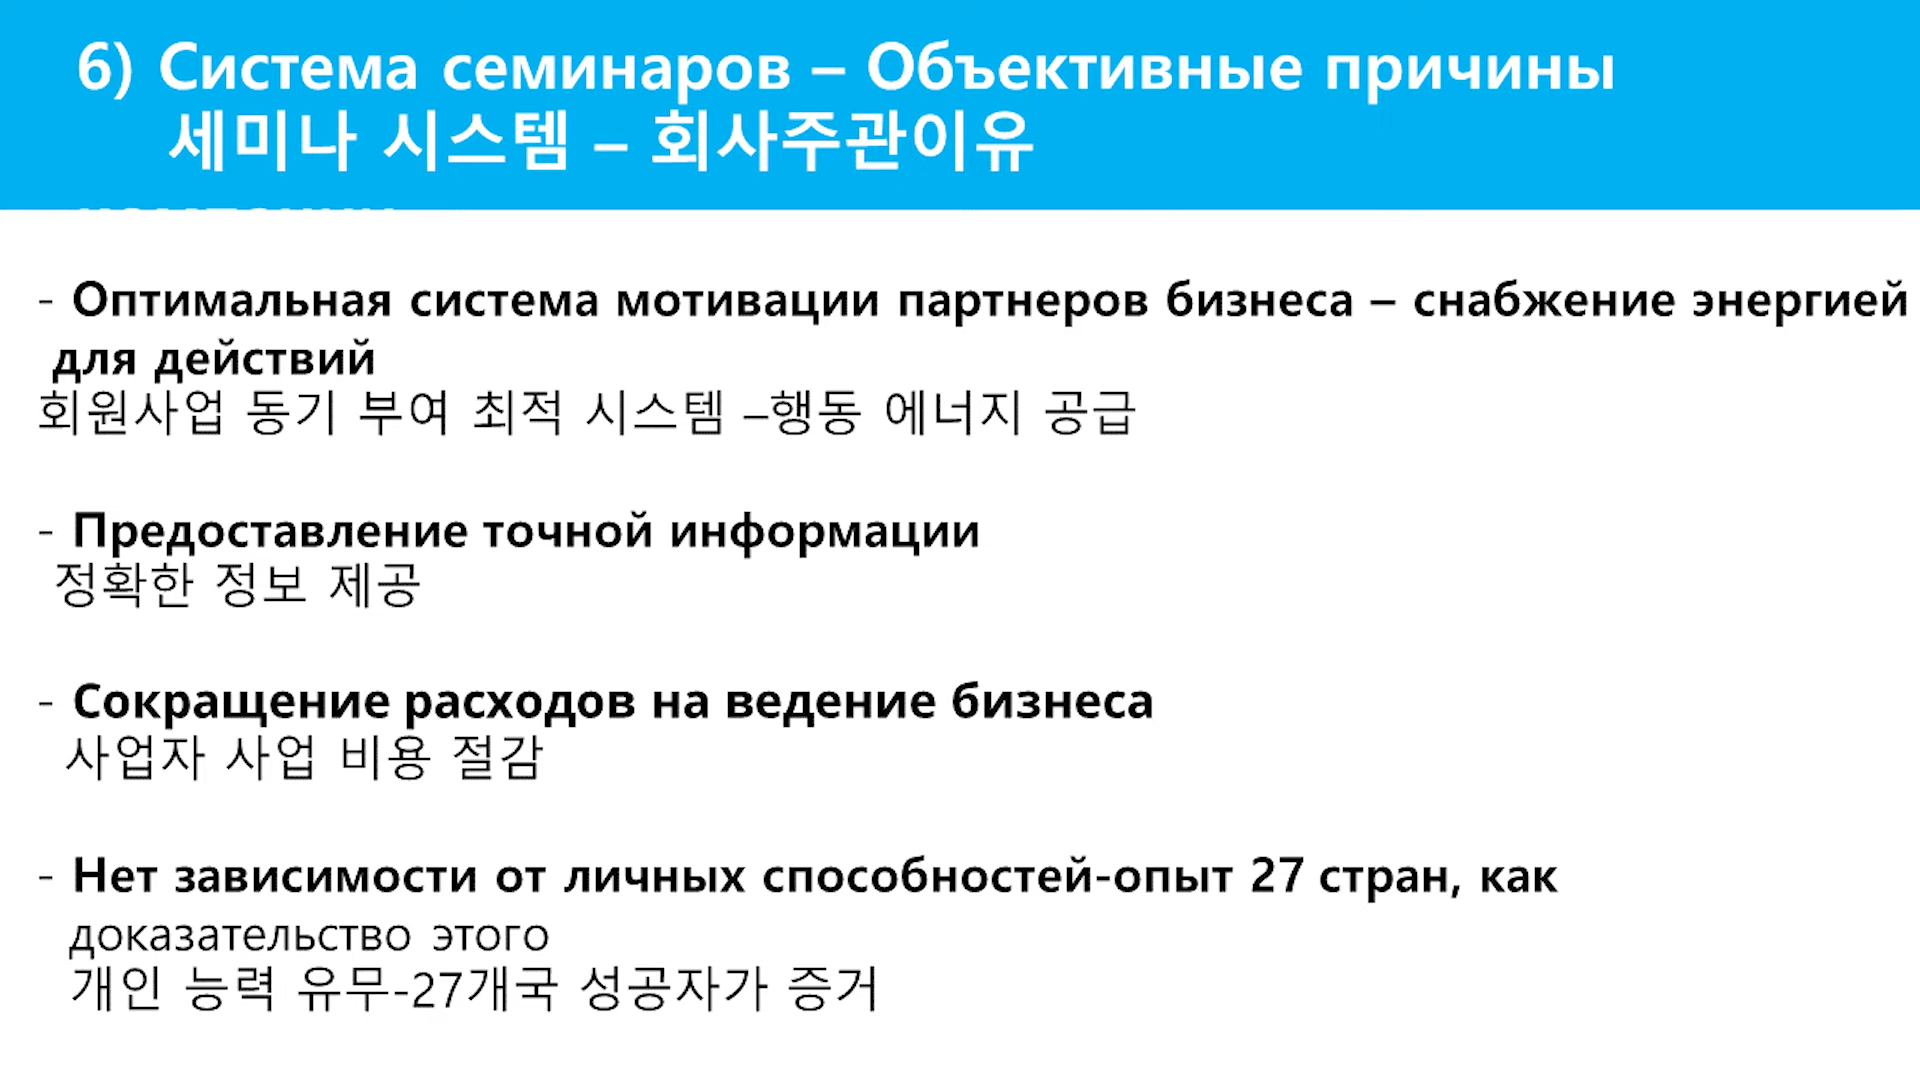 6) Система семинаров – Объективные причины
세미나 시스템 – 회사주관이유
- Оптимальная система мотивации партнеров бизнеса – снабжение энергией
для действий
회원사업 동기 부여 최적 시스템 –행동 에너지 공급
- Предоставление точной информации
정확한 정보 제공
- Сокращение расходов на ведение бизнеса
사업자 사업 비용 절감
- Нет зависимости от личных способностей-опыт 27 стран, как
доказательство этого
개인 능력 유무-27개국 성공자가 증거